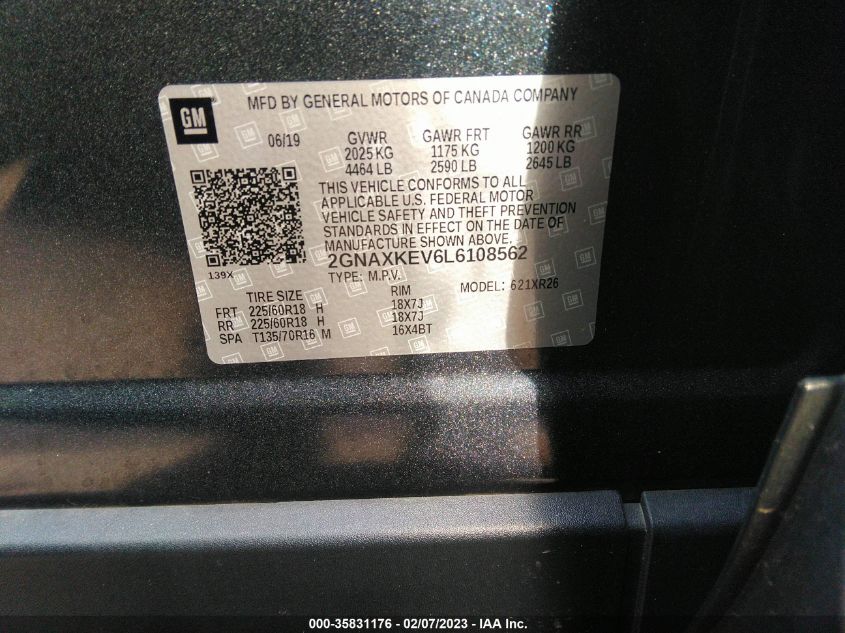 GM
MFD BY GENERAL MOTORS OF CANADA COMPANY
06/19 GVWR GAWR FRT GAWR RR
2025 KG 1175 KG 1200 KG
4464 LB 2590 LB 2645 LB
THIS VEHICLE CONFORMS TO ALL
APPLICABLE U.S. FEDERAL MOTOR
VEHICLE SAFETY AND THEFT PREVENTION
STANDARDS IN EFFECT ON THE DATE OF
MANUFACTURE SHOWN ABOVE.
2GNAXKEV6L6108562
139X
TYPE: M.P.V. MODEL: 621XR26
TIRE SIZE RIM
FRT 225/60R18 H 18X7J
RR 225/60R18 H 18X7J
SPA T135/70R16 M 16X4BT
000-35831176 - 02/07/2023 - IAA Inc.